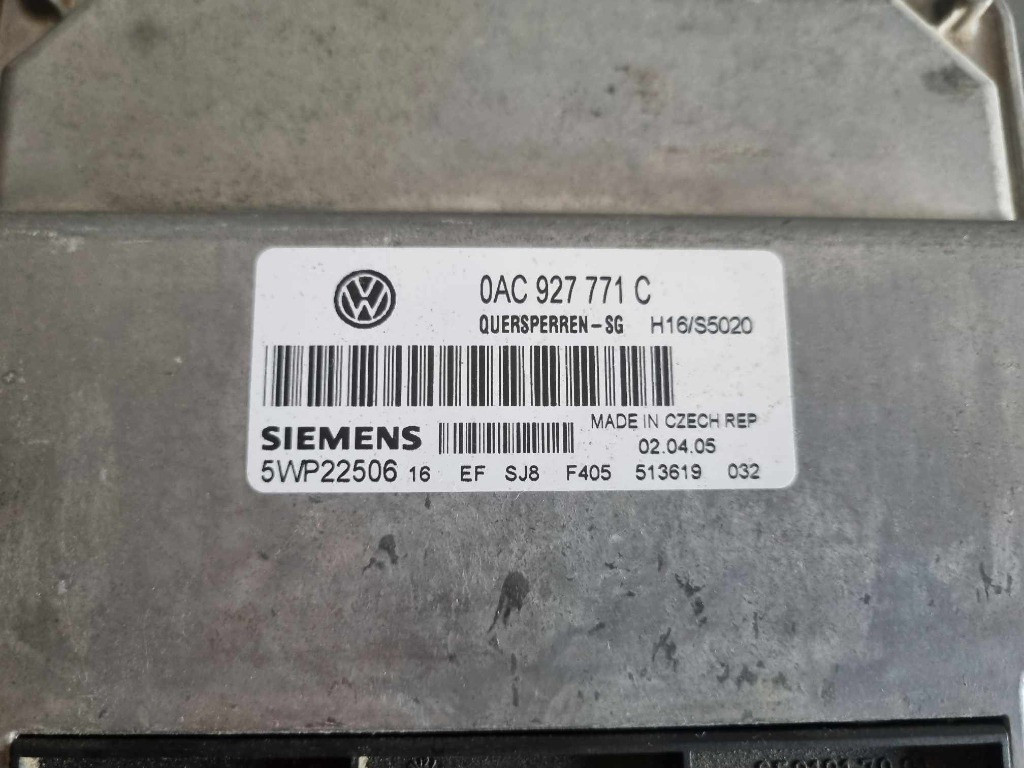 0AC 927 771 C
QUERSPERREN-SG H16/S5020
MADE IN CZECH REP
SIEMENS 02.04.05
5WP22506 16 EF SJ8 F405 513619 032